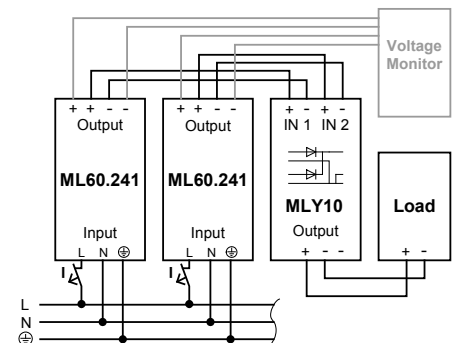 Voltage
Monitor
+ + - -
Output
ML60.241
Input
L N ⏚
I
+ + - -
Output
ML60.241
Input
L N ⏚
I
+ - + -
IN 1 IN 2
MLY10
Output
+ - -
Load
+ -
L
N
⏚